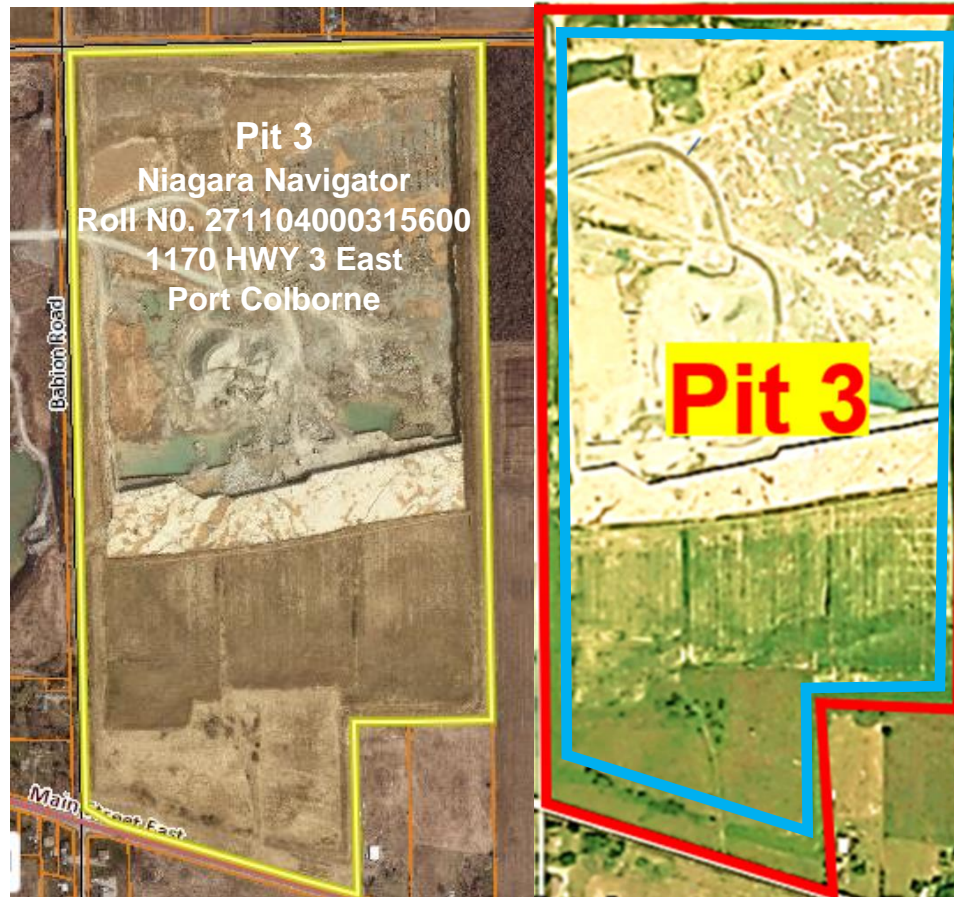 Pit 3
Niagara Navigator
Roll N0. 271104000315600
1170 HWY 3 East
Port Colborne
Babion Road
Main Street East
Pit 3